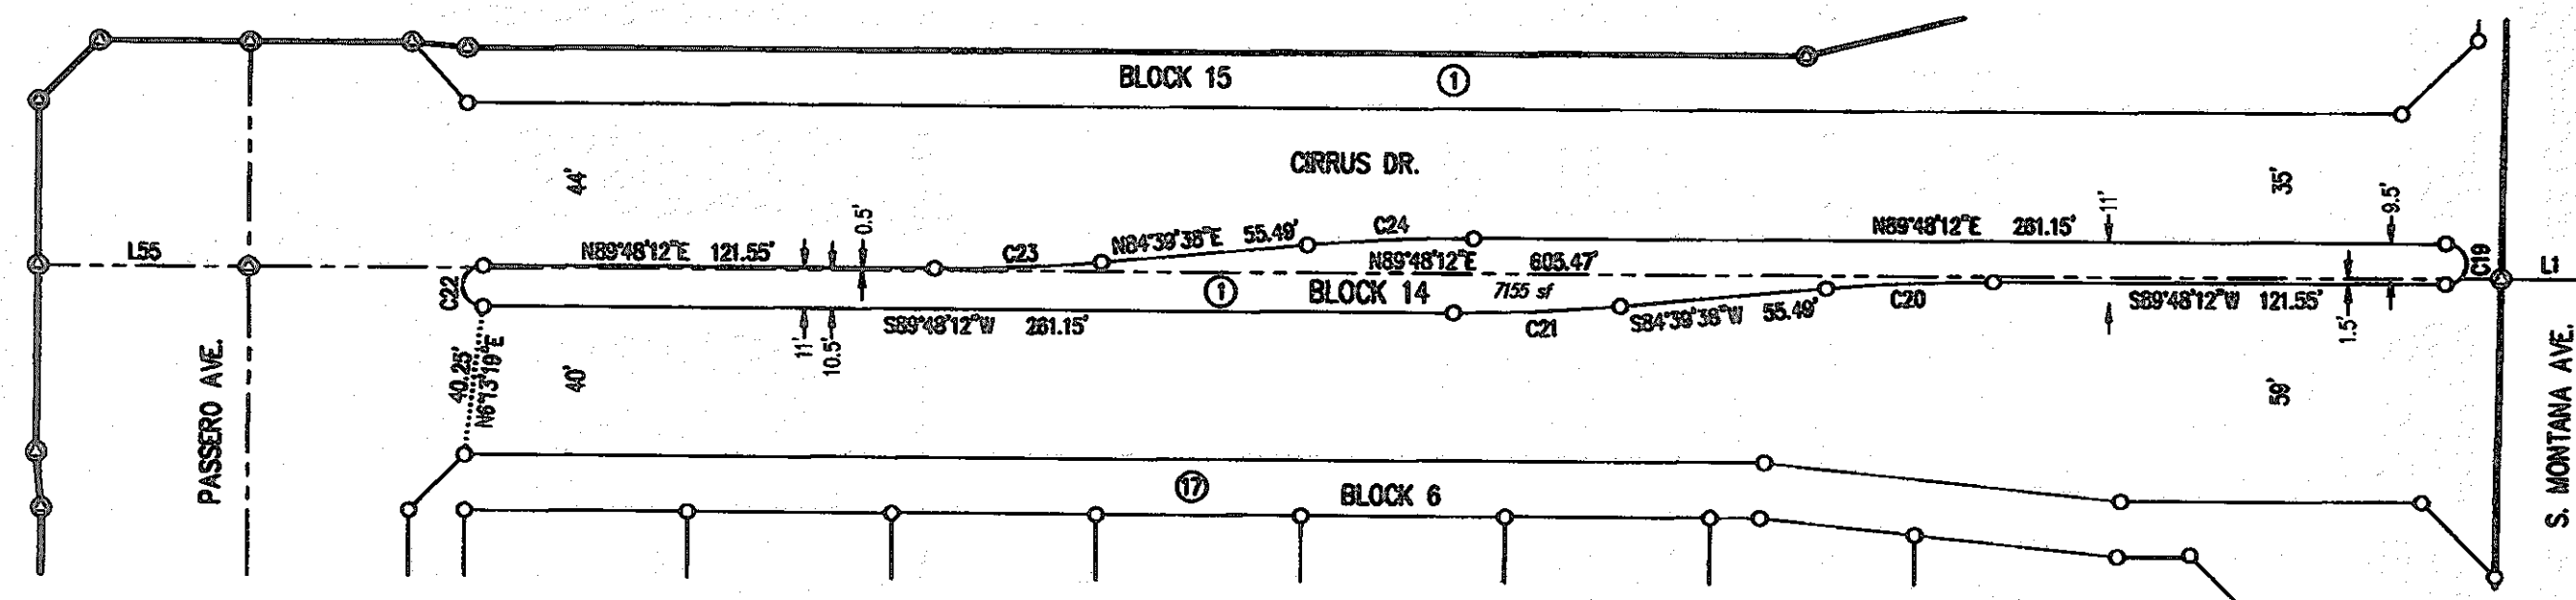 BLOCK 15 1
CIRRUS DR.
44'
35'
0.5'
11'
9.5'
L55
N89°48'12"E 121.55'
C23
N84°39'38"E 55.49'
C24
N89°48'12"E 261.15'
C19
L1
N89°48'12"E 605.47'
C22
1 BLOCK 14 7155 sf
S89°48'12"W 261.15'
C21
S84°39'38"W 55.49'
C20
S89°48'12"W 121.55'
1.5'
11'
10.5'
40.25'
N6°13'19"E
40'
59'
PASSERO AVE.
S. MONTANA AVE.
17 BLOCK 6